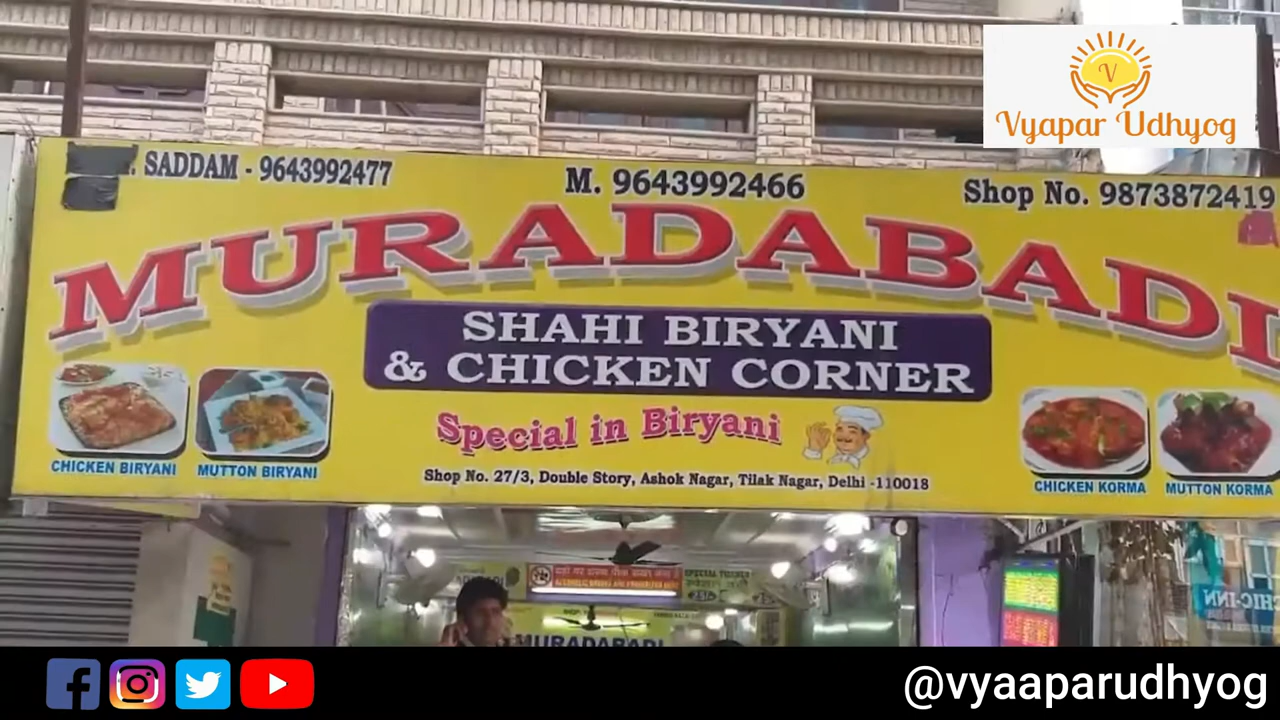 SADDAM - 9643992477
M. 9643992466
Shop No. 9873872419
V
Vyapar Udhyog
MURADABADI
SHAHI BIRYANI
& CHICKEN CORNER
Special in Biryani
Shop No. 27/3, Double Story, Ashok Nagar, Tilak Nagar, Delhi -110018
CHICKEN BIRYANI
MUTTON BIRYANI
CHICKEN KORMA
MUTTON KORMA
MURADABADI
@vyaaparudhyog